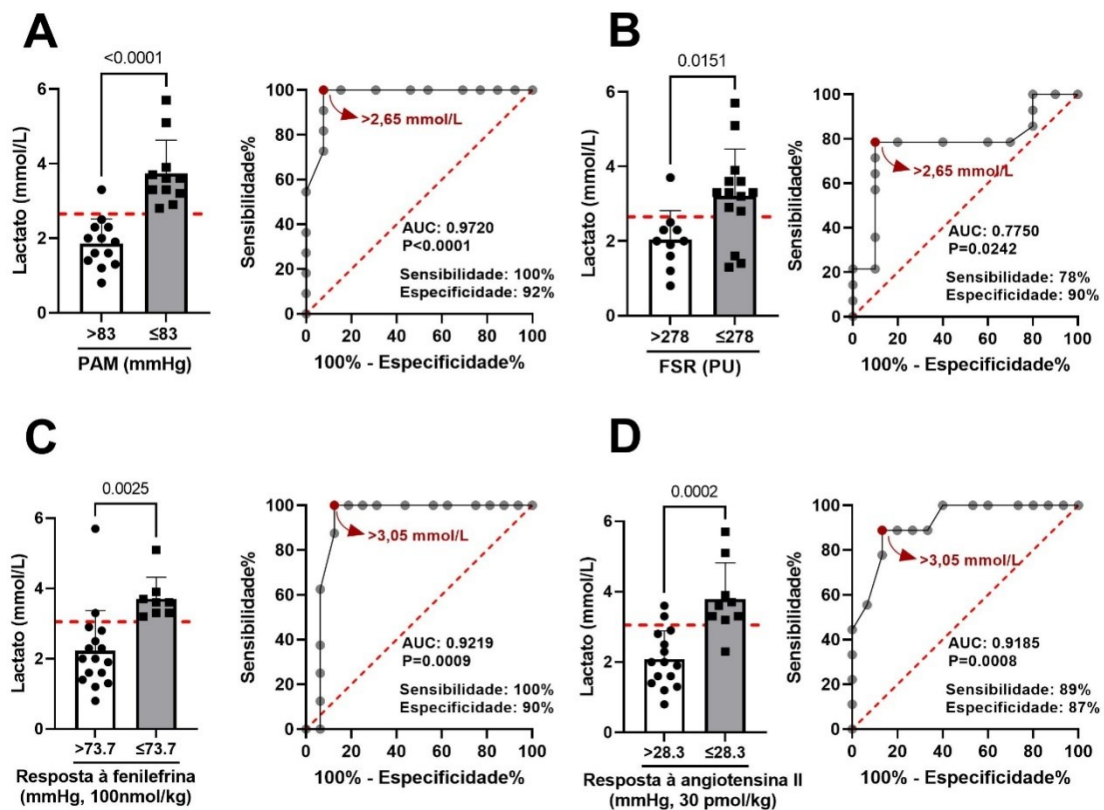 A
<0.0001
Lactato (mmol/L)
6
4
2
0
>83
≤83
PAM (mmHg)
Sensibilidade%
100
80
60
40
20
0
>2,65 mmol/L
AUC: 0.9720
P<0.0001
Sensibilidade: 100%
Especificidade: 92%
0 20 40 60 80 100
100% - Especificidade%
B
0.0151
Lactato (mmol/L)
6
4
2
0
>278
≤278
FSR (PU)
Sensibilidade%
100
80
60
40
20
0
>2,65 mmol/L
AUC: 0.7750
P=0.0242
Sensibilidade: 78%
Especificidade: 90%
0 20 40 60 80 100
100% - Especificidade%
C
0.0025
Lactato (mmol/L)
6
4
2
0
>73.7
≤73.7
Resposta à fenilefrina
(mmHg, 100nmol/kg)
Sensibilidade%
100
80
60
40
20
0
>3,05 mmol/L
AUC: 0.9219
P=0.0009
Sensibilidade: 100%
Especificidade: 90%
0 20 40 60 80 100
100% - Especificidade%
D
0.0002
Lactato (mmol/L)
6
4
2
0
>28.3
≤28.3
Resposta à angiotensina II
(mmHg, 30 pmol/kg)
Sensibilidade%
100
80
60
40
20
0
>3,05 mmol/L
AUC: 0.9185
P=0.0008
Sensibilidade: 89%
Especificidade: 87%
0 20 40 60 80 100
100% - Especificidade%